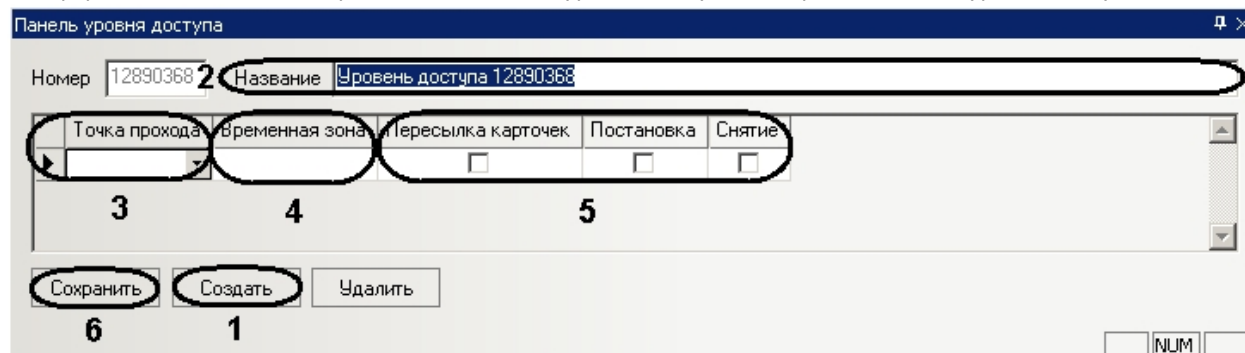 Панель уровня доступа
Номер 12890368 2 Название Уровень доступа 12890368
Точка прохода Временная зона Пересылка карточек Постановка Снятие
3 4 5
Сохранить Создать Удалить
6 1
NUM